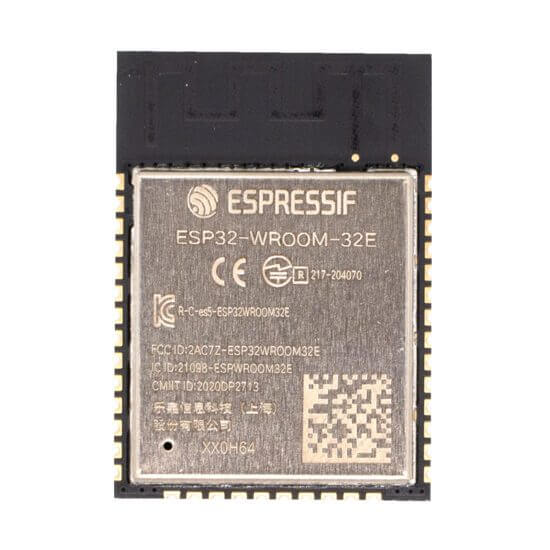 ESPRESSIF
ESP32-WROOM-32E
CE R 217-204070
R-C-es5-ESP32WROOM32E
FCC ID:2AC7Z-ESP32WROOM32E
IC ID:21098-ESPWROOM32E
CMIIT ID:2020DP2713
乐鑫信息科技（上海）
股份有限公司
XX0H64